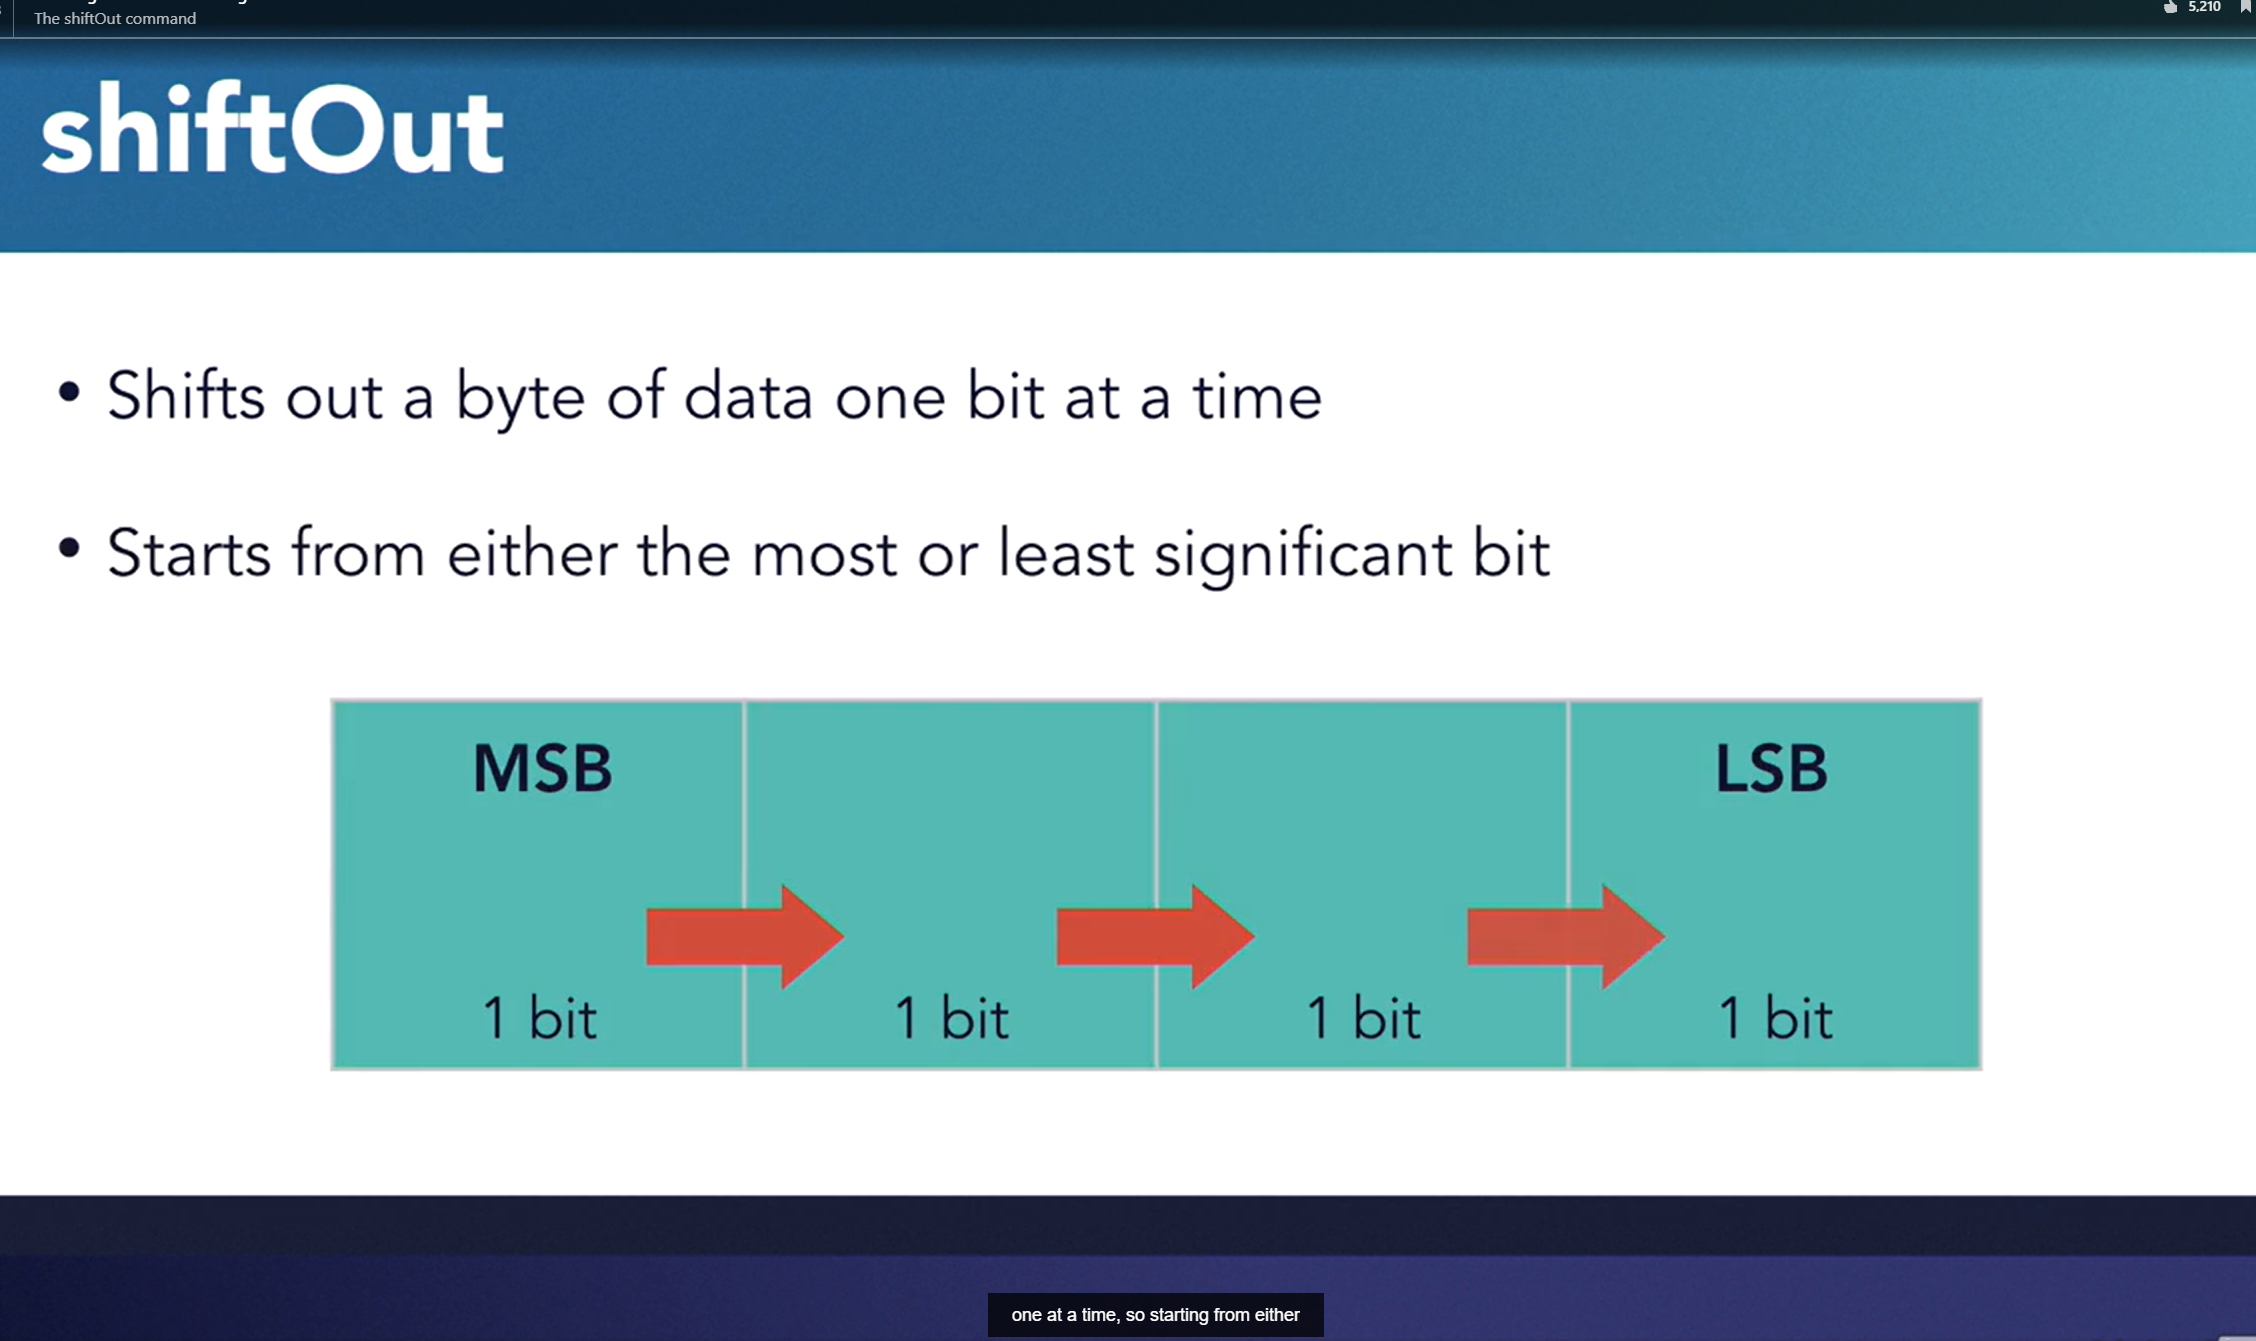 The shiftOut command
5,210
shiftOut
• Shifts out a byte of data one bit at a time
• Starts from either the most or least significant bit
MSB LSB
1 bit 1 bit 1 bit 1 bit
one at a time, so starting from either